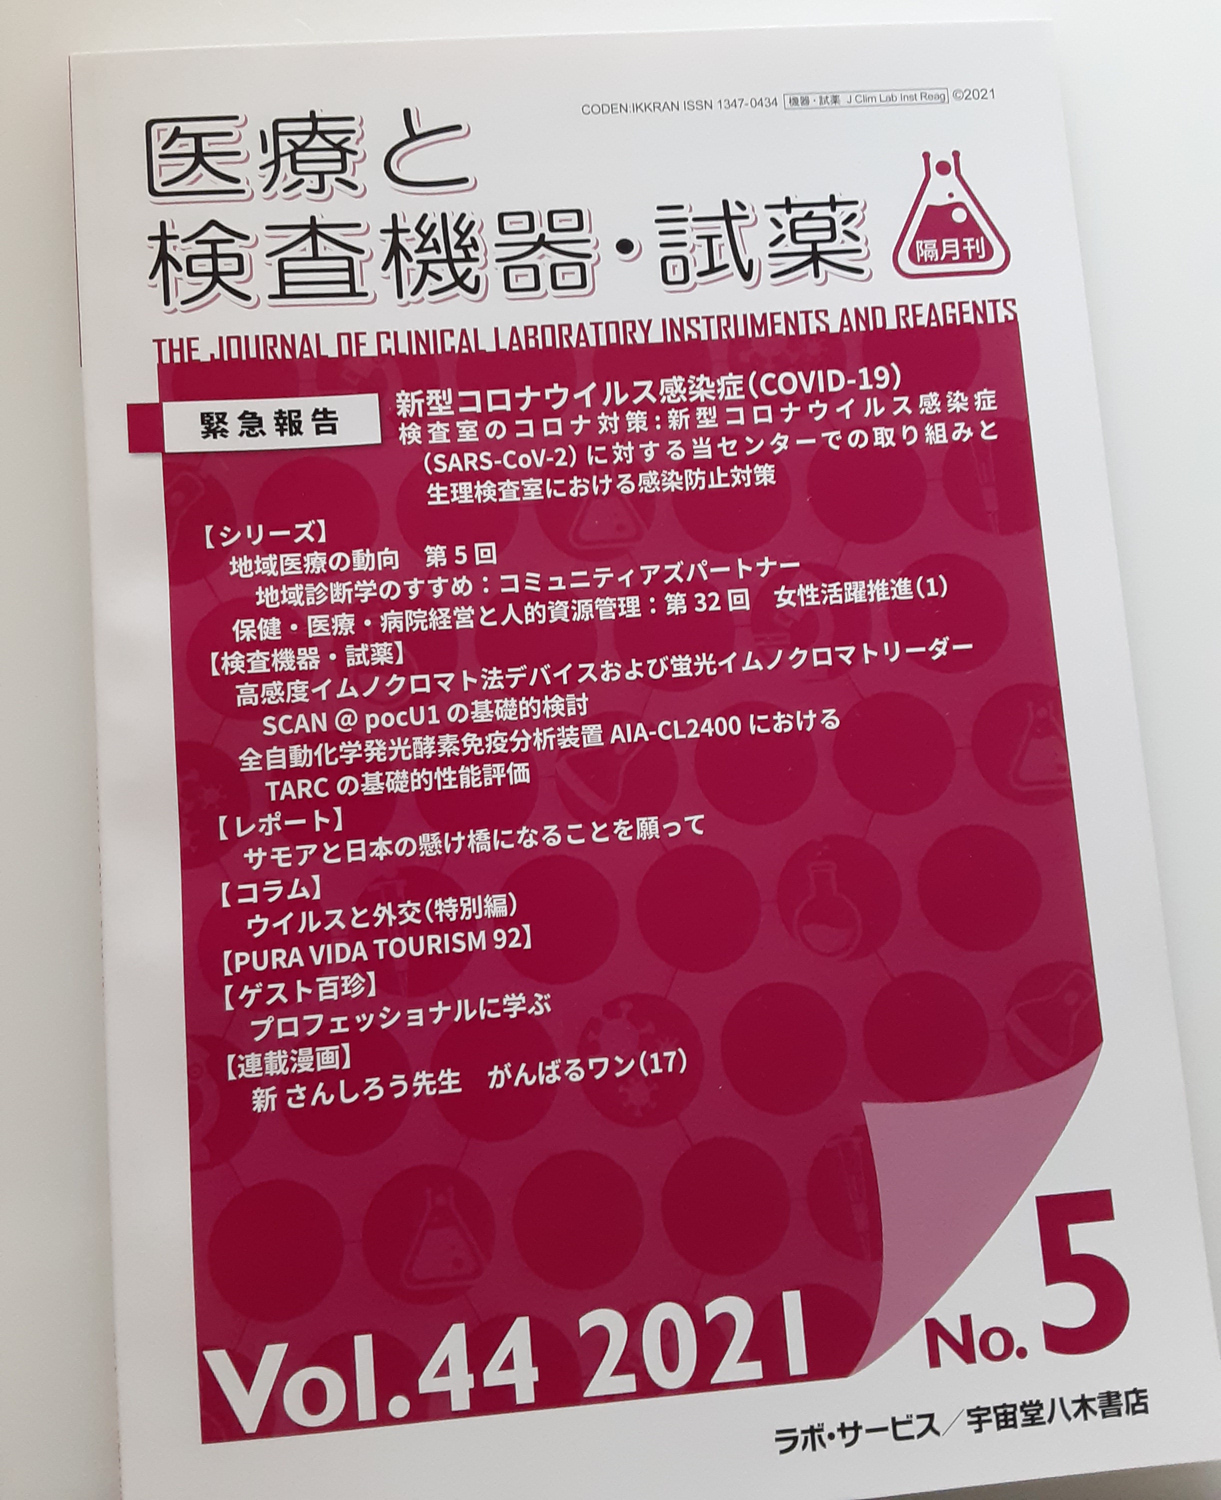 CODEN:IKKRAN ISSN 1347-0434 機器・試薬 J Clim Lab Inst Reag ©2021
医療と
検査機器・試薬
隔月刊
THE JOURNAL OF CLINICAL LABORATORY INSTRUMENTS AND REAGENTS
緊急報告
新型コロナウイルス感染症(COVID-19)
検査室のコロナ対策:新型コロナウイルス感染症
(SARS-CoV-2)に対する当センターでの取り組みと
生理検査室における感染防止対策
【シリーズ】
地域医療の動向　第5回
地域診断学のすすめ：コミュニティアズパートナー
保健・医療・病院経営と人的資源管理：第32回　女性活躍推進(1)
【検査機器・試薬】
高感度イムノクロマト法デバイスおよび蛍光イムノクロマトリーダー
SCAN @ pocU1 の基礎的検討
全自動化学発光酵素免疫分析装置 AIA-CL2400 における
TARC の基礎的性能評価
【レポート】
サモアと日本の懸け橋になることを願って
【コラム】
ウイルスと外交(特別編)
【PURA VIDA TOURISM 92】
【ゲスト百珍】
プロフェッショナルに学ぶ
【連載漫画】
新 さんしろう先生　がんばるワン(17)
Vol.44 2021
No.5
ラボ・サービス／宇宙堂八木書店